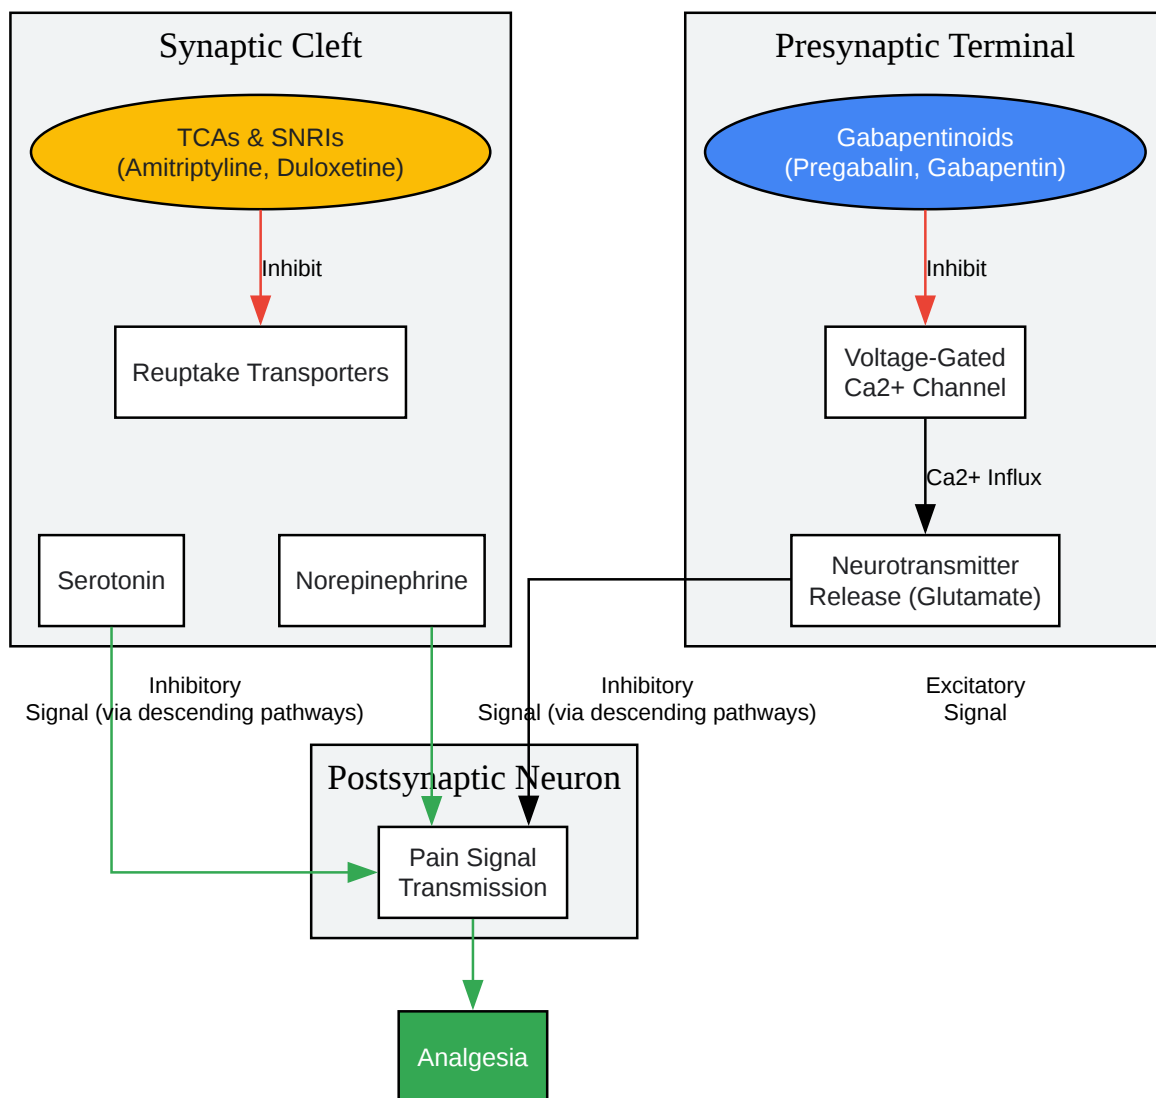 Synaptic Cleft
Presynaptic Terminal
TCAs & SNRIs
(Amitriptyline, Duloxetine)
Gabapentinoids
(Pregabalin, Gabapentin)
Inhibit
Inhibit
Reuptake Transporters
Voltage-Gated
Ca2+ Channel
Ca2+ Influx
Serotonin
Norepinephrine
Neurotransmitter
Release (Glutamate)
Inhibitory
Signal (via descending pathways)
Inhibitory
Signal (via descending pathways)
Excitatory
Signal
Postsynaptic Neuron
Pain Signal
Transmission
Analgesia